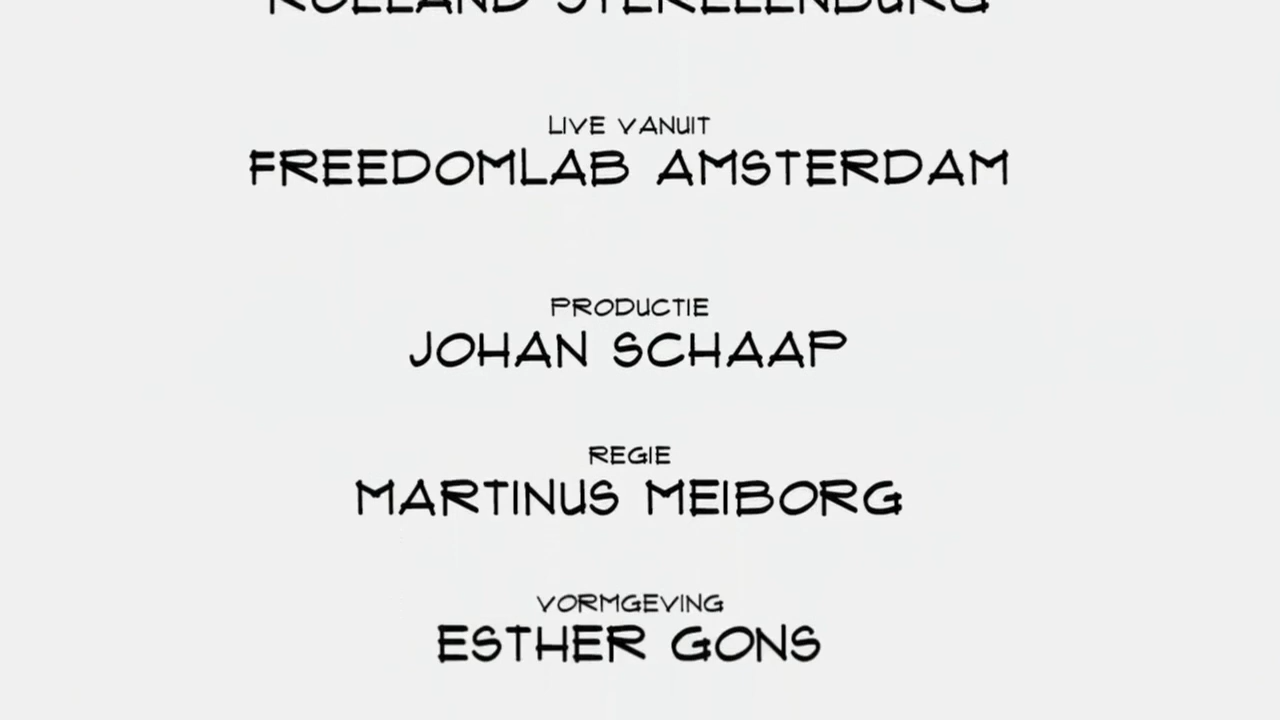 LIVE VANUIT
FREEDOMLAB AMSTERDAM
PRODUCTIE
JOHAN SCHAAP
REGIE
MARTINUS MEIBORG
VORMGEVING
ESTHER GONS